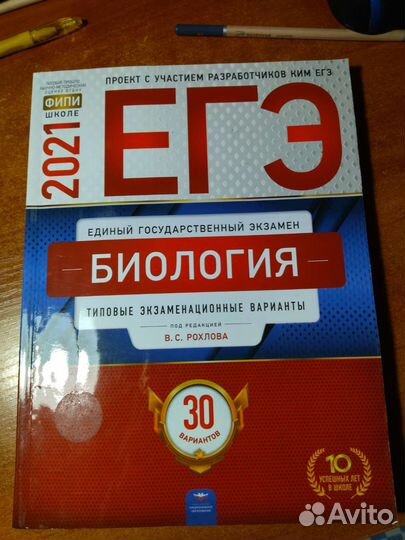 ПРОЕКТ С УЧАСТИЕМ РАЗРАБОТЧИКОВ КИМ ЕГЭ
ФИПИ
ШКОЛЕ
2021
ЕГЭ
ЕДИНЫЙ ГОСУДАРСТВЕННЫЙ ЭКЗАМЕН
БИОЛОГИЯ
ТИПОВЫЕ ЭКЗАМЕНАЦИОННЫЕ ВАРИАНТЫ
ПОД РЕДАКЦИЕЙ
В.С. РОХЛОВА
30
ВАРИАНТОВ
10
УСПЕШНЫХ ЛЕТ
В ШКОЛЕ
Avito